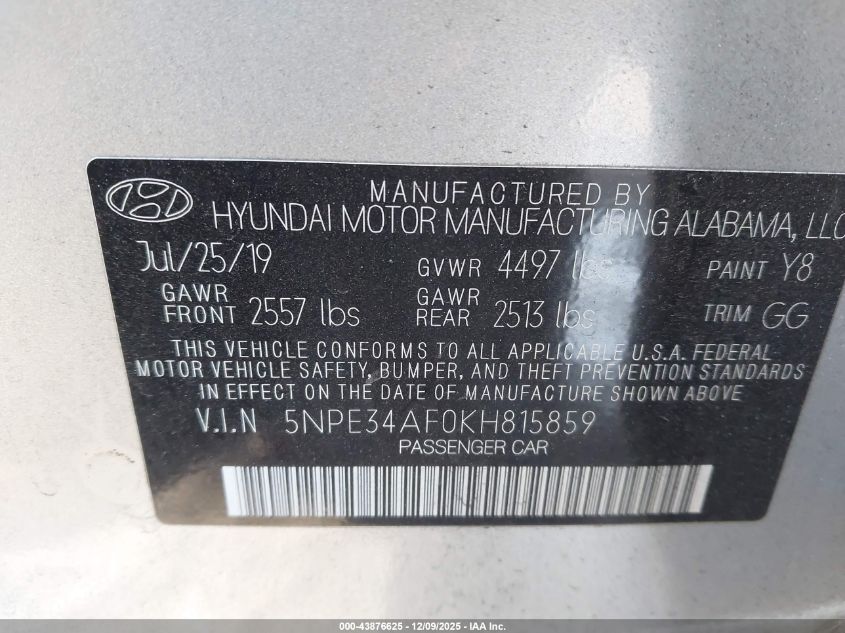 MANUFACTURED BY
HYUNDAI MOTOR MANUFACTURING ALABAMA, LLC
Jul/25/19 GVWR 4497 lbs PAINT Y8
GAWR FRONT 2557 lbs GAWR REAR 2513 lbs TRIM GG
THIS VEHICLE CONFORMS TO ALL APPLICABLE U.S.A. FEDERAL
MOTOR VEHICLE SAFETY, BUMPER, AND THEFT PREVENTION STANDARDS
IN EFFECT ON THE DATE OF MANUFACTURE SHOWN ABOVE
V.I.N 5NPE34AF0KH815859
PASSENGER CAR
000-43876625 - 12/09/2025 - IAA Inc.